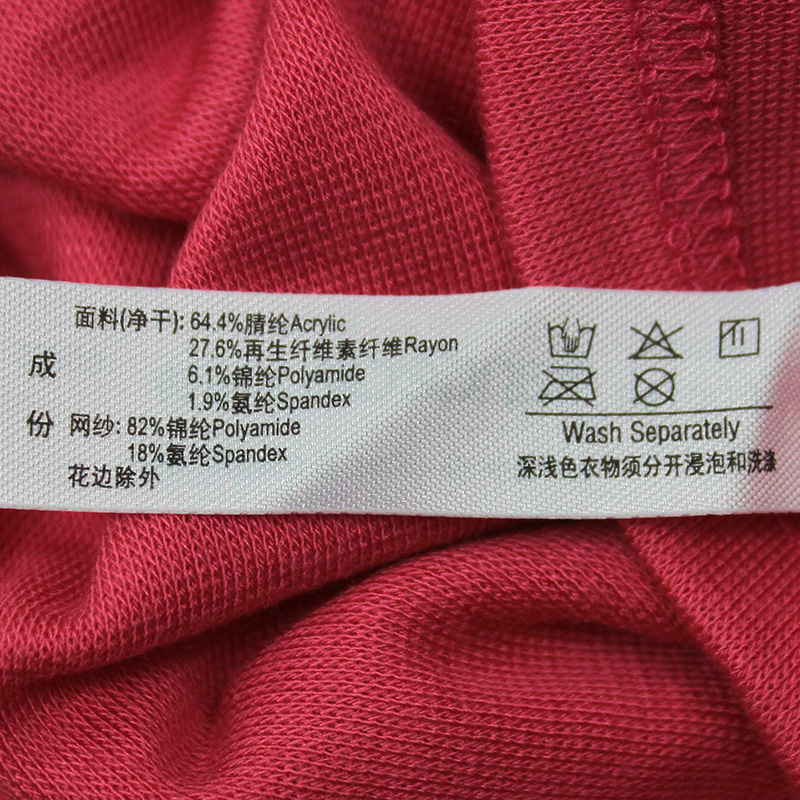 成份
面料(净干): 64.4%腈纶Acrylic
27.6%再生纤维素纤维Rayon
6.1%锦纶Polyamide
1.9%氨纶Spandex
网纱: 82%锦纶Polyamide
18%氨纶Spandex
花边除外
Wash Separately
深浅色衣物须分开浸泡和洗涤